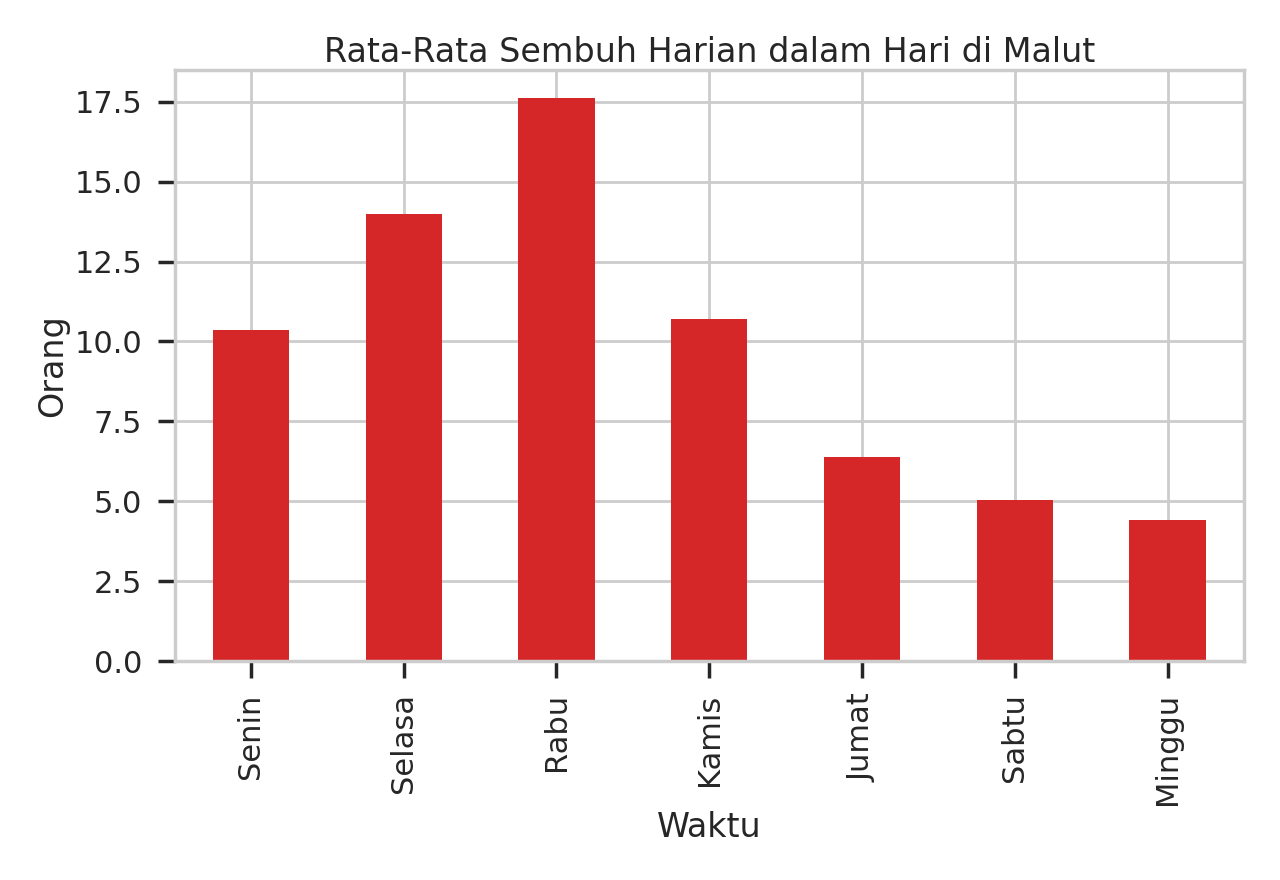 Rata-Rata Sembuh Harian dalam Hari di Malut
17.5
15.0
12.5
10.0
7.5
5.0
2.5
0.0
Orang
Senin
Selasa
Rabu
Kamis
Jumat
Sabtu
Minggu
Waktu